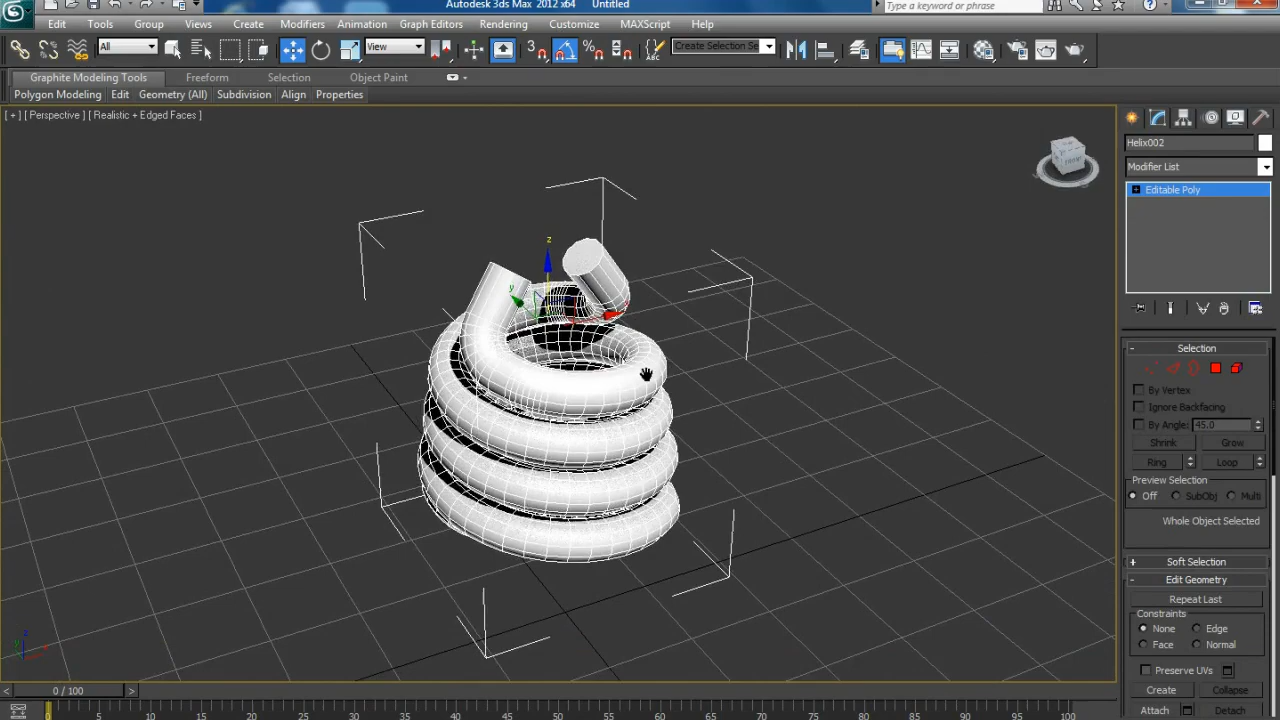 Autodesk 3ds Max 2012 x64 Untitled
Type a keyword or phrase
Edit Tools Group Views Create Modifiers Animation Graph Editors Rendering Customize MAXScript Help
All View 3 Create Selection Se
Graphite Modeling Tools Freeform Selection Object Paint
Polygon Modeling Edit Geometry (All) Subdivision Align Properties
[ + ] [ Perspective ] [ Realistic + Edged Faces ]
Helix002
Modifier List
Editable Poly
z
y
Selection
By Vertex
Ignore Backfacing
By Angle: 45.0
Shrink Grow
Ring Loop
Preview Selection
Off SubObj Multi
Whole Object Selected
Soft Selection
Edit Geometry
Repeat Last
Constraints
None Edge
Face Normal
Preserve UVs
Create Collapse
Attach Detach
0 / 100
0 5 10 15 20 25 30 35 40 45 50 55 60 65 70 75 80 85 90 95 100